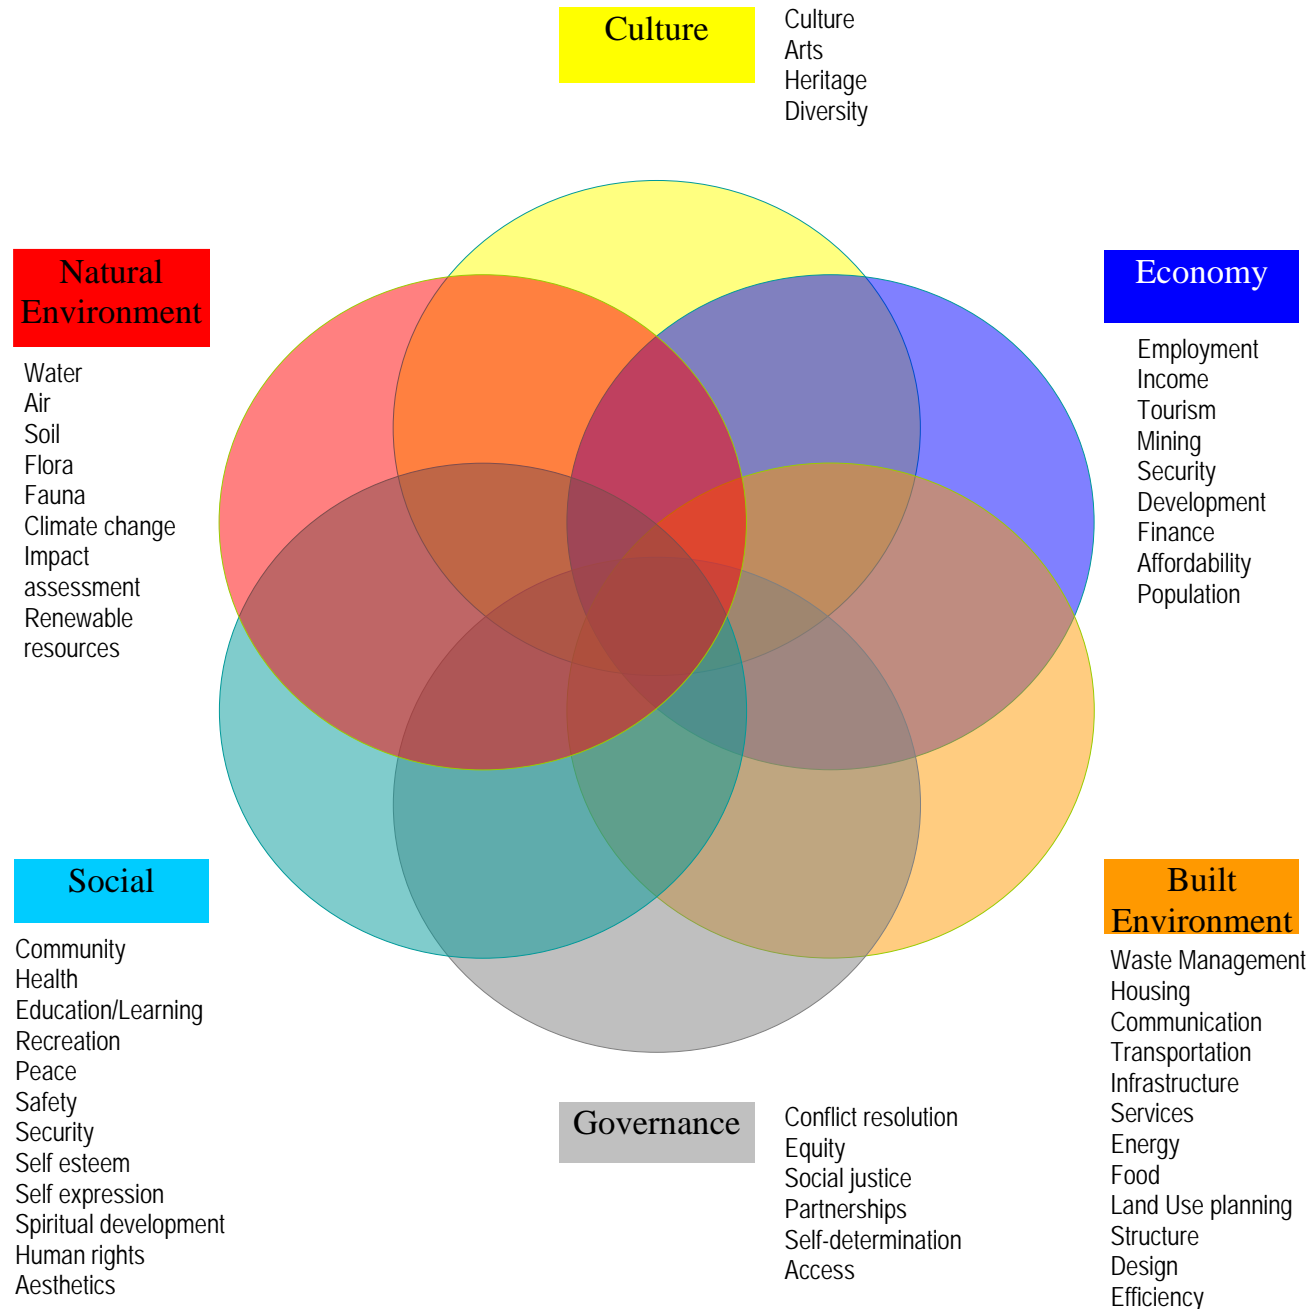 Culture
Culture
Arts
Heritage
Diversity
Natural
Environment
Water
Air
Soil
Flora
Fauna
Climate change
Impact
assessment
Renewable
resources
Economy
Employment
Income
Tourism
Mining
Security
Development
Finance
Affordability
Population
Social
Community
Health
Education/Learning
Recreation
Peace
Safety
Security
Self esteem
Self expression
Spiritual development
Human rights
Aesthetics
Governance
Conflict resolution
Equity
Social justice
Partnerships
Self-determination
Access
Built
Environment
Waste Management
Housing
Communication
Transportation
Infrastructure
Services
Energy
Food
Land Use planning
Structure
Design
Efficiency